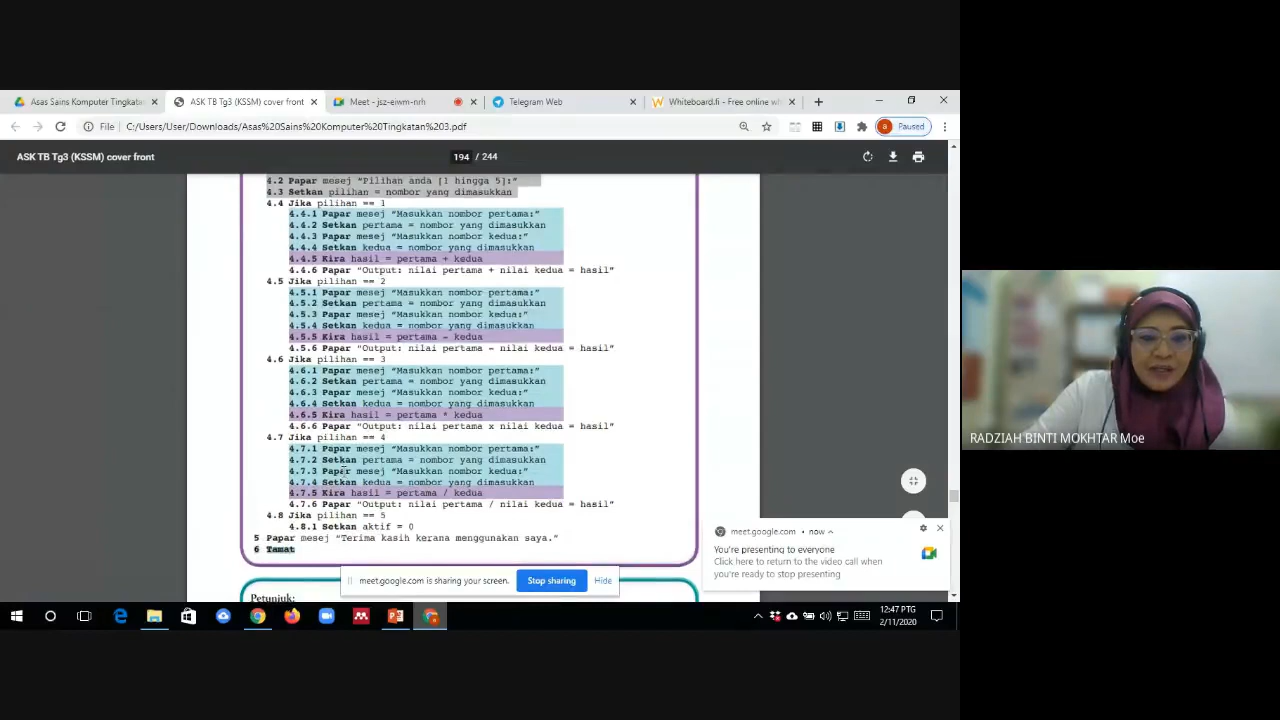 Asas Sains Komputer Tingkatan
ASK TB Tg3 (KSSM) cover front
Meet - jsz-eiwm-nrh
Telegram Web
Whiteboard.fi - Free online wh
File
C:/Users/User/Downloads/Asas%20Sains%20Komputer%20Tingkatan%203.pdf
Paused
ASK TB Tg3 (KSSM) cover front
194 / 244
4.2 Papar mesej “Pilihan anda [1 hingga 5]:”
4.3 Setkan pilihan = nombor yang dimasukkan
4.4 Jika pilihan == 1
4.4.1 Papar mesej “Masukkan nombor pertama:”
4.4.2 Setkan pertama = nombor yang dimasukkan
4.4.3 Papar mesej “Masukkan nombor kedua:”
4.4.4 Setkan kedua = nombor yang dimasukkan
4.4.5 Kira hasil = pertama + kedua
4.4.6 Papar “Output: nilai pertama + nilai kedua = hasil”
4.5 Jika pilihan == 2
4.5.1 Papar mesej “Masukkan nombor pertama:”
4.5.2 Setkan pertama = nombor yang dimasukkan
4.5.3 Papar mesej “Masukkan nombor kedua:”
4.5.4 Setkan kedua = nombor yang dimasukkan
4.5.5 Kira hasil = pertama - kedua
4.5.6 Papar “Output: nilai pertama - nilai kedua = hasil”
4.6 Jika pilihan == 3
4.6.1 Papar mesej “Masukkan nombor pertama:”
4.6.2 Setkan pertama = nombor yang dimasukkan
4.6.3 Papar mesej “Masukkan nombor kedua:”
4.6.4 Setkan kedua = nombor yang dimasukkan
4.6.5 Kira hasil = pertama * kedua
4.6.6 Papar “Output: nilai pertama x nilai kedua = hasil”
4.7 Jika pilihan == 4
4.7.1 Papar mesej “Masukkan nombor pertama:”
4.7.2 Setkan pertama = nombor yang dimasukkan
4.7.3 Papar mesej “Masukkan nombor kedua:”
4.7.4 Setkan kedua = nombor yang dimasukkan
4.7.5 Kira hasil = pertama / kedua
4.7.6 Papar “Output: nilai pertama / nilai kedua = hasil”
4.8 Jika pilihan == 5
4.8.1 Setkan aktif = 0
5 Papar mesej “Terima kasih kerana menggunakan saya.”
6 Tamat
Petunjuk:
meet.google.com is sharing your screen.
Stop sharing
Hide
meet.google.com • now
You're presenting to everyone
Click here to return to the video call when
you're ready to stop presenting
12:47 PTG
2/11/2020
RADZIAH BINTI MOKHTAR Moe